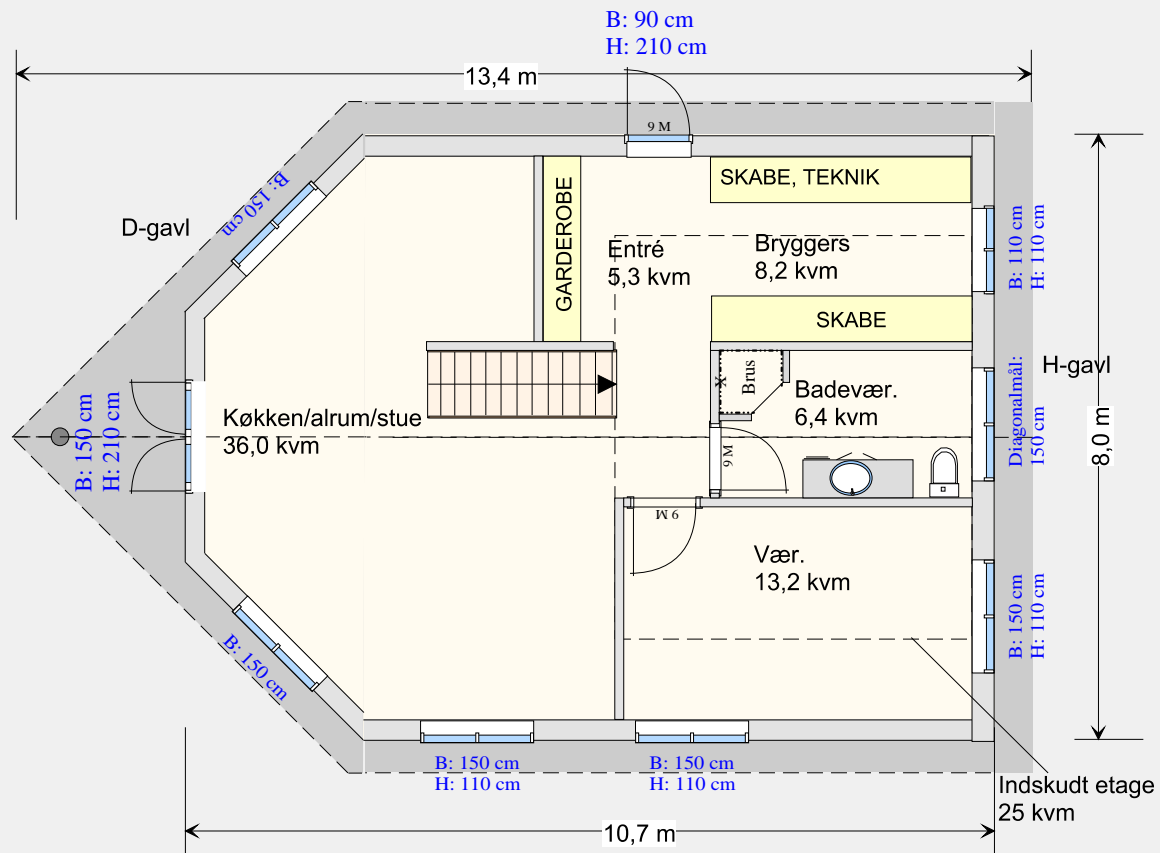 B: 90 cm
H: 210 cm
13,4 m
9 M
SKABE, TEKNIK
D-gavl
B: 150 cm
GARDEROBE
Entré
5,3 kvm
Bryggers
8,2 kvm
B: 110 cm
H: 110 cm
SKABE
H-gavl
Brus
X
Badevær.
6,4 kvm
Køkken/alrum/stue
36,0 kvm
B: 150 cm
H: 210 cm
Diagonalmål:
150 cm
8,0 m
9 M
9 M
Vær.
13,2 kvm
B: 150 cm
H: 110 cm
B: 150 cm
B: 150 cm
H: 110 cm
B: 150 cm
H: 110 cm
Indskudt etage
25 kvm
10,7 m